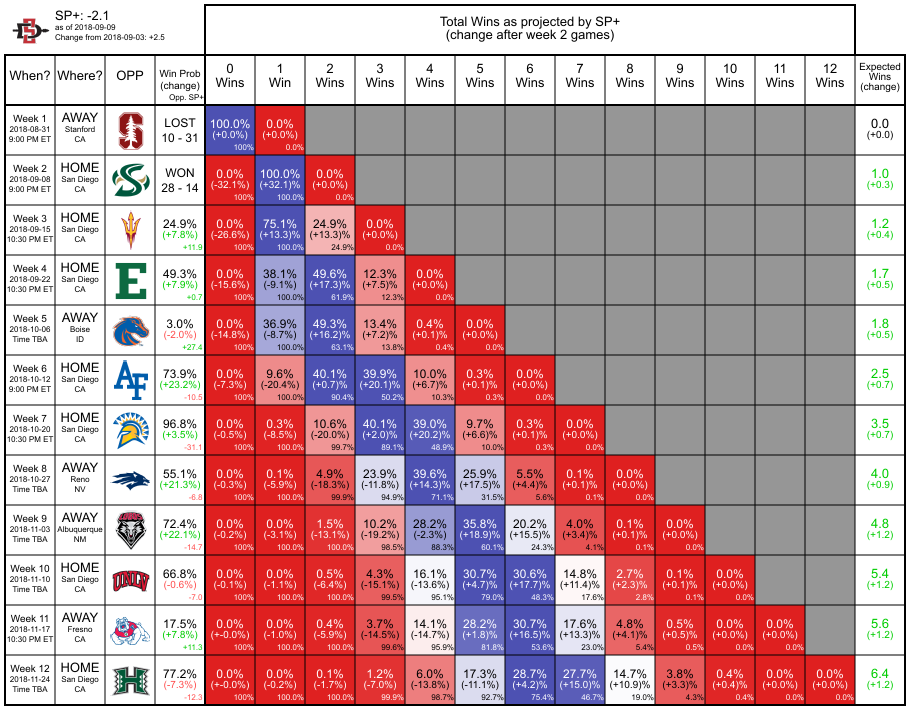 SP+: -2.1
as of 2018-09-09
Change from 2018-09-03: +2.5
Total Wins as projected by SP+
(change after week 2 games)
When? Where? OPP Win Prob (change) Opp. SP+ 0 Wins 1 Win 2 Wins 3 Wins 4 Wins 5 Wins 6 Wins 7 Wins 8 Wins 9 Wins 10 Wins 11 Wins 12 Wins Expected Wins (change)
Week 1 AWAY LOST 100.0% 0.0% 0.0
2018-08-31 Stanford 10 - 31 (+0.0%) (+0.0%) (+0.0)
9:00 PM ET CA 100% 0.0%
Week 2 HOME WON 0.0% 100.0% 0.0% 1.0
2018-09-08 San Diego 28 - 14 (-32.1%) (+32.1)% (+0.0%) (+0.3)
9:00 PM ET CA 100% 100.0% 0.0%
Week 3 HOME 24.9% 0.0% 75.1% 24.9% 0.0% 1.2
2018-09-15 San Diego (+7.8%) (-26.6%) (+13.3%) (+13.3%) (+0.0%) (+0.4)
10:30 PM ET CA +11.9 100% 100.0% 24.9% 0.0%
Week 4 HOME 49.3% 0.0% 38.1% 49.6% 12.3% 0.0% 1.7
2018-09-22 San Diego (+7.9%) (-15.6%) (-9.1%) (+17.3%) (+7.5)% (+0.0%) (+0.5)
10:30 PM ET CA +0.7 100% 100.0% 61.9% 12.3% 0.0%
Week 5 AWAY 3.0% 0.0% 36.9% 49.3% 13.4% 0.4% 0.0% 1.8
2018-10-06 Boise (-2.0%) (-14.8%) (-8.7%) (+16.2)% (+7.2)% (+0.1)% (+0.0%) (+0.5)
Time TBA ID +27.4 100% 100.0% 63.1% 13.8% 0.4% 0.0%
Week 6 HOME 73.9% 0.0% 9.6% 40.1% 39.9% 10.0% 0.3% 0.0% 2.5
2018-10-12 San Diego (+23.2%) (-7.3%) (-20.4%) (+0.7)% (+20.1)% (+6.7)% (+0.1)% (+0.0%) (+0.7)
9:00 PM ET CA -10.5 100% 100.0% 90.4% 50.2% 10.3% 0.3% 0.0%
Week 7 HOME 96.8% 0.0% 0.3% 10.6% 40.1% 39.0% 9.7% 0.3% 0.0% 3.5
2018-10-20 San Diego (+3.5%) (-0.5%) (-8.5%) (-20.0%) (+2.0)% (+20.2)% (+6.6)% (+0.1)% (+0.0%) (+0.7)
10:30 PM ET CA -31.1 100% 100.0% 99.7% 89.1% 48.9% 10.0% 0.3% 0.0%
Week 8 AWAY 55.1% 0.0% 0.1% 4.9% 23.9% 39.6% 25.9% 5.5% 0.1% 0.0% 4.0
2018-10-27 Reno (+21.3%) (-0.3%) (-5.9%) (-18.3%) (-11.8%) (+14.3)% (+17.5)% (+4.4)% (+0.1)% (+0.0%) (+0.9)
Time TBA NV -6.8 100% 100.0% 99.9% 94.9% 71.1% 31.5% 5.6% 0.1% 0.0%
Week 9 AWAY 72.4% 0.0% 0.0% 1.5% 10.2% 28.2% 35.8% 20.2% 4.0% 0.1% 0.0% 4.8
2018-11-03 Albuquerque (+22.1%) (-0.2%) (-3.1%) (-13.1%) (-19.2%) (-2.3%) (+18.9)% (+15.5)% (+3.4)% (+0.1)% (+0.0%) (+1.2)
Time TBA NM -14.7 100% 100.0% 100.0% 98.5% 88.3% 60.1% 24.3% 4.1% 0.1% 0.0%
Week 10 HOME 66.8% 0.0% 0.0% 0.5% 4.3% 16.1% 30.7% 30.6% 14.8% 2.7% 0.1% 0.0% 5.4
2018-11-10 San Diego (-0.6%) (-0.1%) (-1.1%) (-6.4%) (-15.1%) (-13.6%) (+4.7)% (+17.7)% (+11.4)% (+2.3)% (+0.1)% (+0.0%) (+1.2)
Time TBA CA UNLV -7.0 100% 100.0% 100.0% 99.5% 95.1% 79.0% 48.3% 17.6% 2.8% 0.1% 0.0%
Week 11 AWAY 17.5% 0.0% 0.0% 0.4% 3.7% 14.1% 28.2% 30.7% 17.6% 4.8% 0.5% 0.0% 0.0% 5.6
2018-11-17 Fresno (+7.8%) (+-0.0%) (-1.0%) (-5.9%) (-14.5%) (-14.7%) (+1.8)% (+16.5)% (+13.3)% (+4.1)% (+0.5)% (+0.0)% (+0.0%) (+1.2)
10:30 PM ET CA +11.3 100% 100.0% 100.0% 99.6% 95.9% 81.8% 53.6% 23.0% 5.4% 0.5% 0.0% 0.0%
Week 12 HOME 77.2% 0.0% 0.0% 0.1% 1.2% 6.0% 17.3% 28.7% 27.7% 14.7% 3.8% 0.4% 0.0% 0.0% 6.4
2018-11-24 San Diego (-7.3%) (+-0.0%) (-0.2%) (-1.7%) (-7.0%) (-13.8%) (-11.1%) (+4.2)% (+15.0)% (+10.9)% (+3.3)% (+0.4)% (+0.0)% (+0.0%) (+1.2)
Time TBA CA -12.3 100% 100.0% 100.0% 99.9% 98.7% 92.7% 75.4% 46.7% 19.0% 4.3% 0.4% 0.0% 0.0%